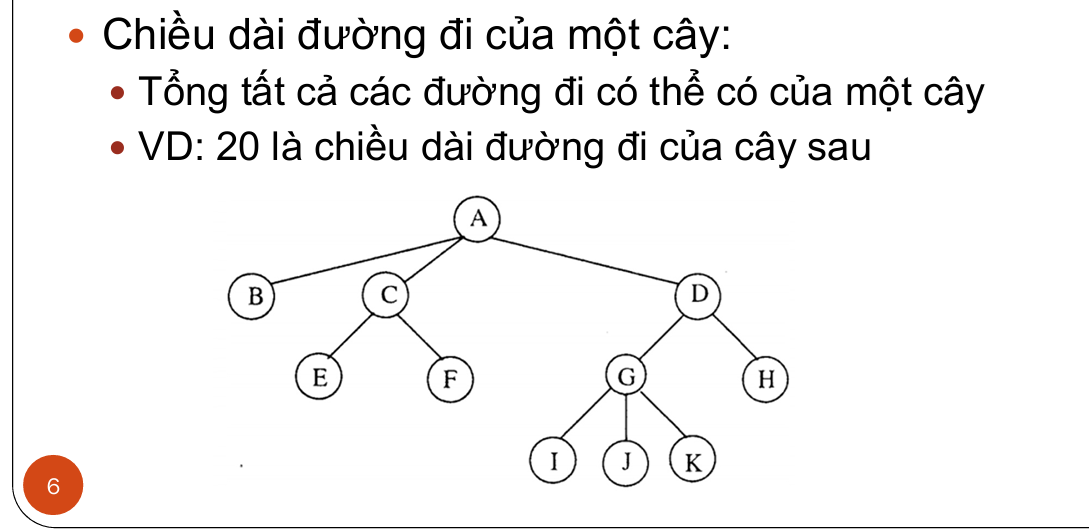 Chiều dài đường đi của một cây:
Tổng tất cả các đường đi có thể có của một cây
VD: 20 là chiều dài đường đi của cây sau
A
B C D
E F G H
I J K
6